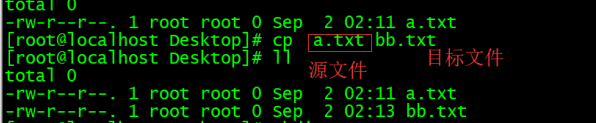 total 0
-rw-r--r--. 1 root root 0 Sep  2 02:11 a.txt
[root@localhost Desktop]# cp  a.txt bb.txt
[root@localhost Desktop]# ll
源文件 目标文件
total 0
-rw-r--r--. 1 root root 0 Sep  2 02:11 a.txt
-rw-r--r--. 1 root root 0 Sep  2 02:13 bb.txt